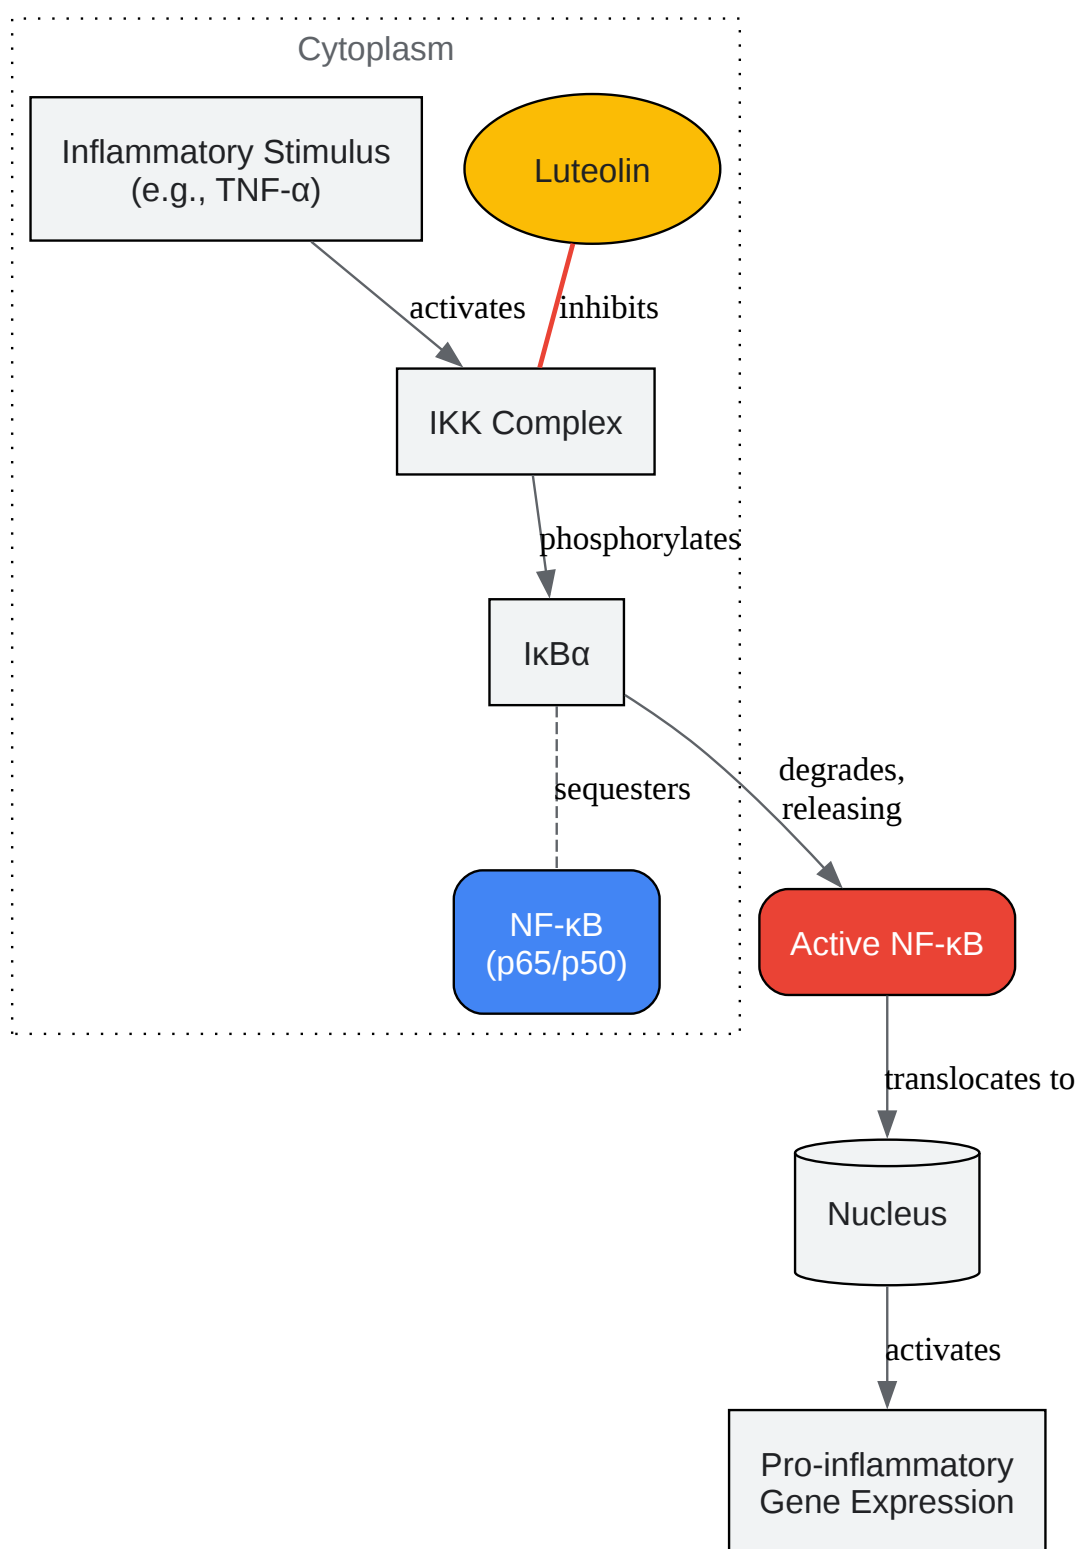 Cytoplasm
Inflammatory Stimulus
(e.g., TNF-α)
Luteolin
activates
inhibits
IKK Complex
phosphorylates
IκBα
degrades,
releasing
sequesters
NF-κB
(p65/p50)
Active NF-κB
translocates to
Nucleus
activates
Pro-inflammatory
Gene Expression